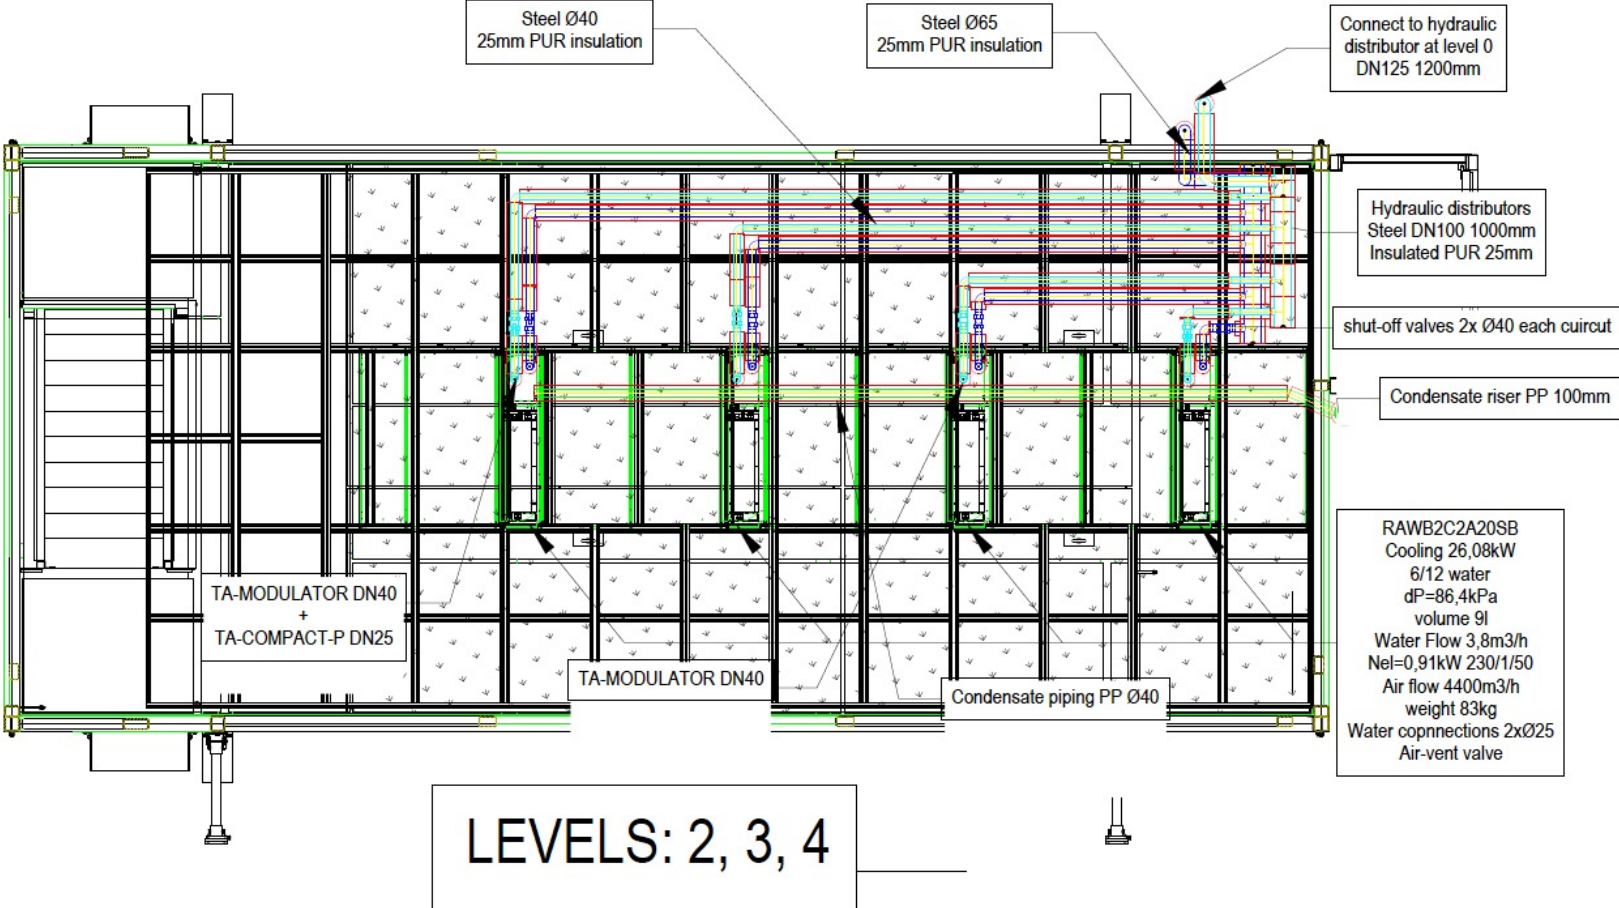 Steel Ø40
25mm PUR insulation
Steel Ø65
25mm PUR insulation
Connect to hydraulic
distributor at level 0
DN125 1200mm
Hydraulic distributors
Steel DN100 1000mm
Insulated PUR 25mm
shut-off valves 2x Ø40 each cuircut
Condensate riser PP 100mm
RAWB2C2A20SB
Cooling 26,08kW
6/12 water
dP=86,4kPa
volume 9l
Water Flow 3,8m3/h
Nel=0,91kW 230/1/50
Air flow 4400m3/h
weight 83kg
Water copnnections 2xØ25
Air-vent valve
TA-MODULATOR DN40
+
TA-COMPACT-P DN25
TA-MODULATOR DN40
Condensate piping PP Ø40
LEVELS: 2, 3, 4